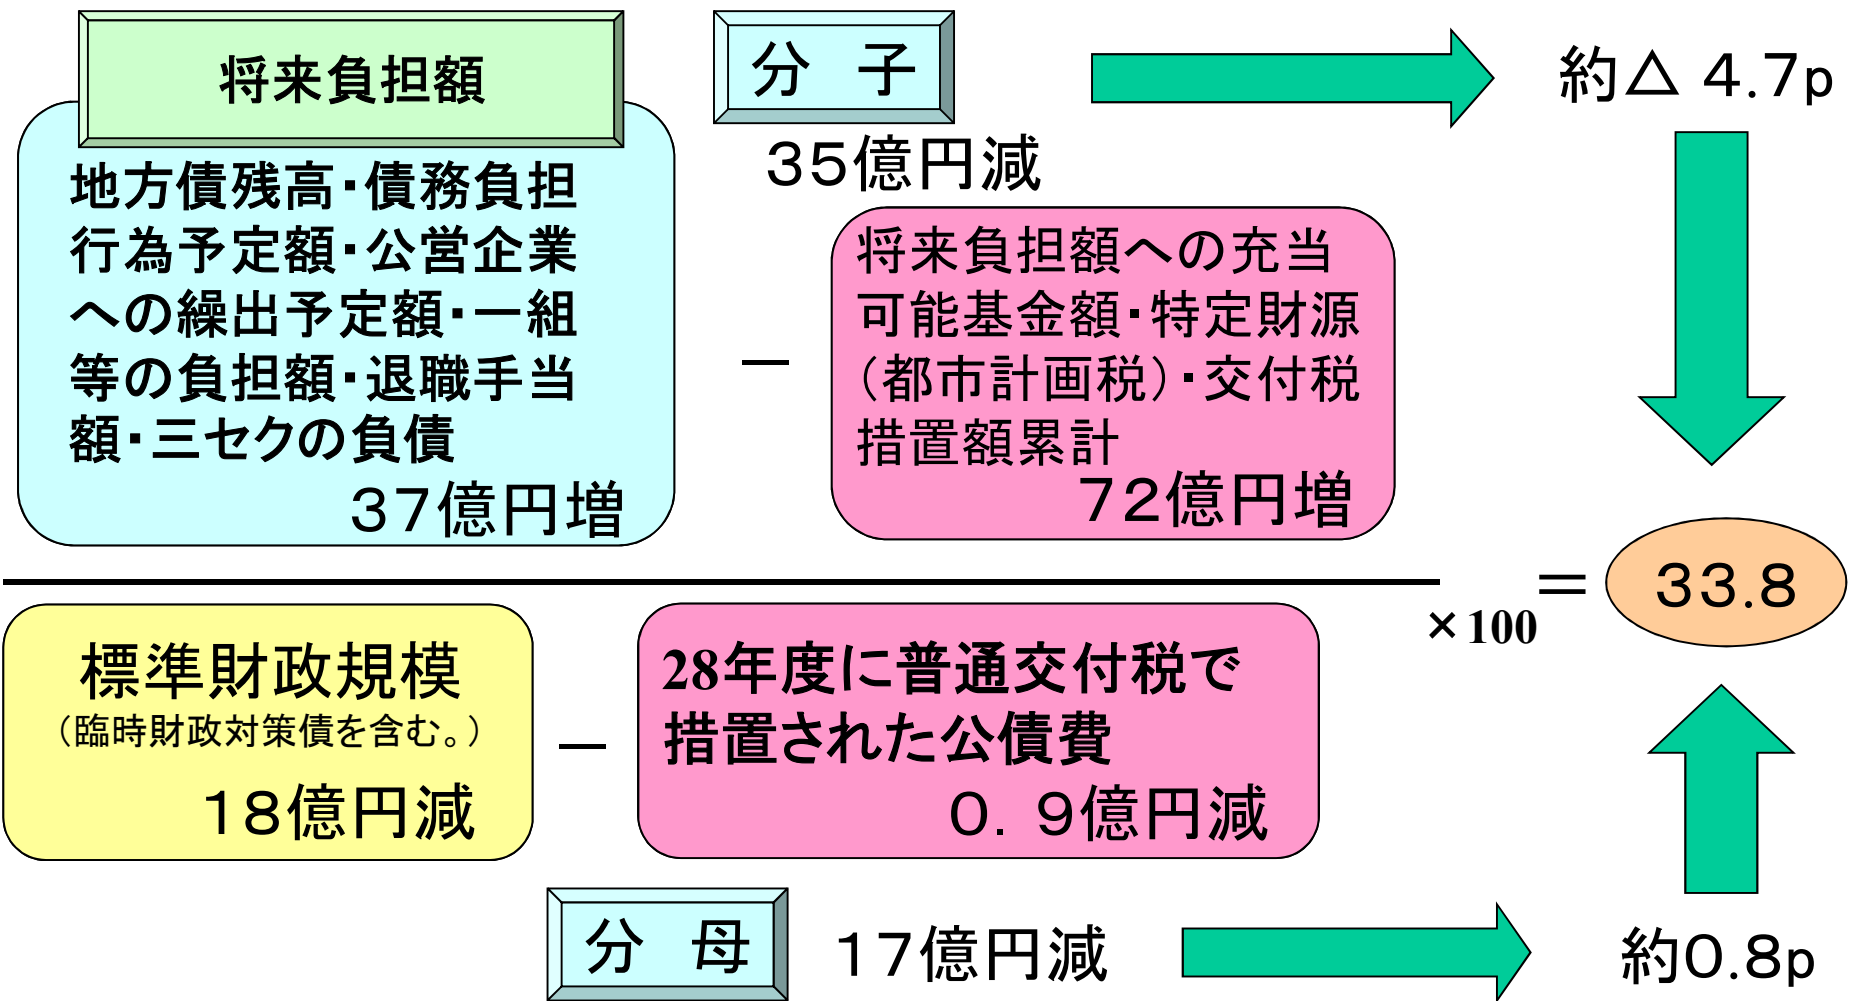 将来負担額
分 子
約△ 4.7p
35億円減
地方債残高・債務負担
行為予定額・公営企業
への繰出予定額・一組
等の負担額・退職手当
額・三セクの負債
37億円増
－
将来負担額への充当
可能基金額・特定財源
(都市計画税)・交付税
措置額累計
72億円増
×100
＝
33.8
標準財政規模
(臨時財政対策債を含む。)
18億円減
－
28年度に普通交付税で
措置された公債費
0. 9億円減
分 母
17億円減
約0.8p